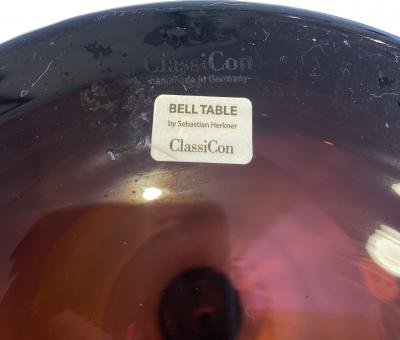 ClassiCon
-handmade in Germany-
BELL TABLE
by Sebastian Herkner
ClassiCon